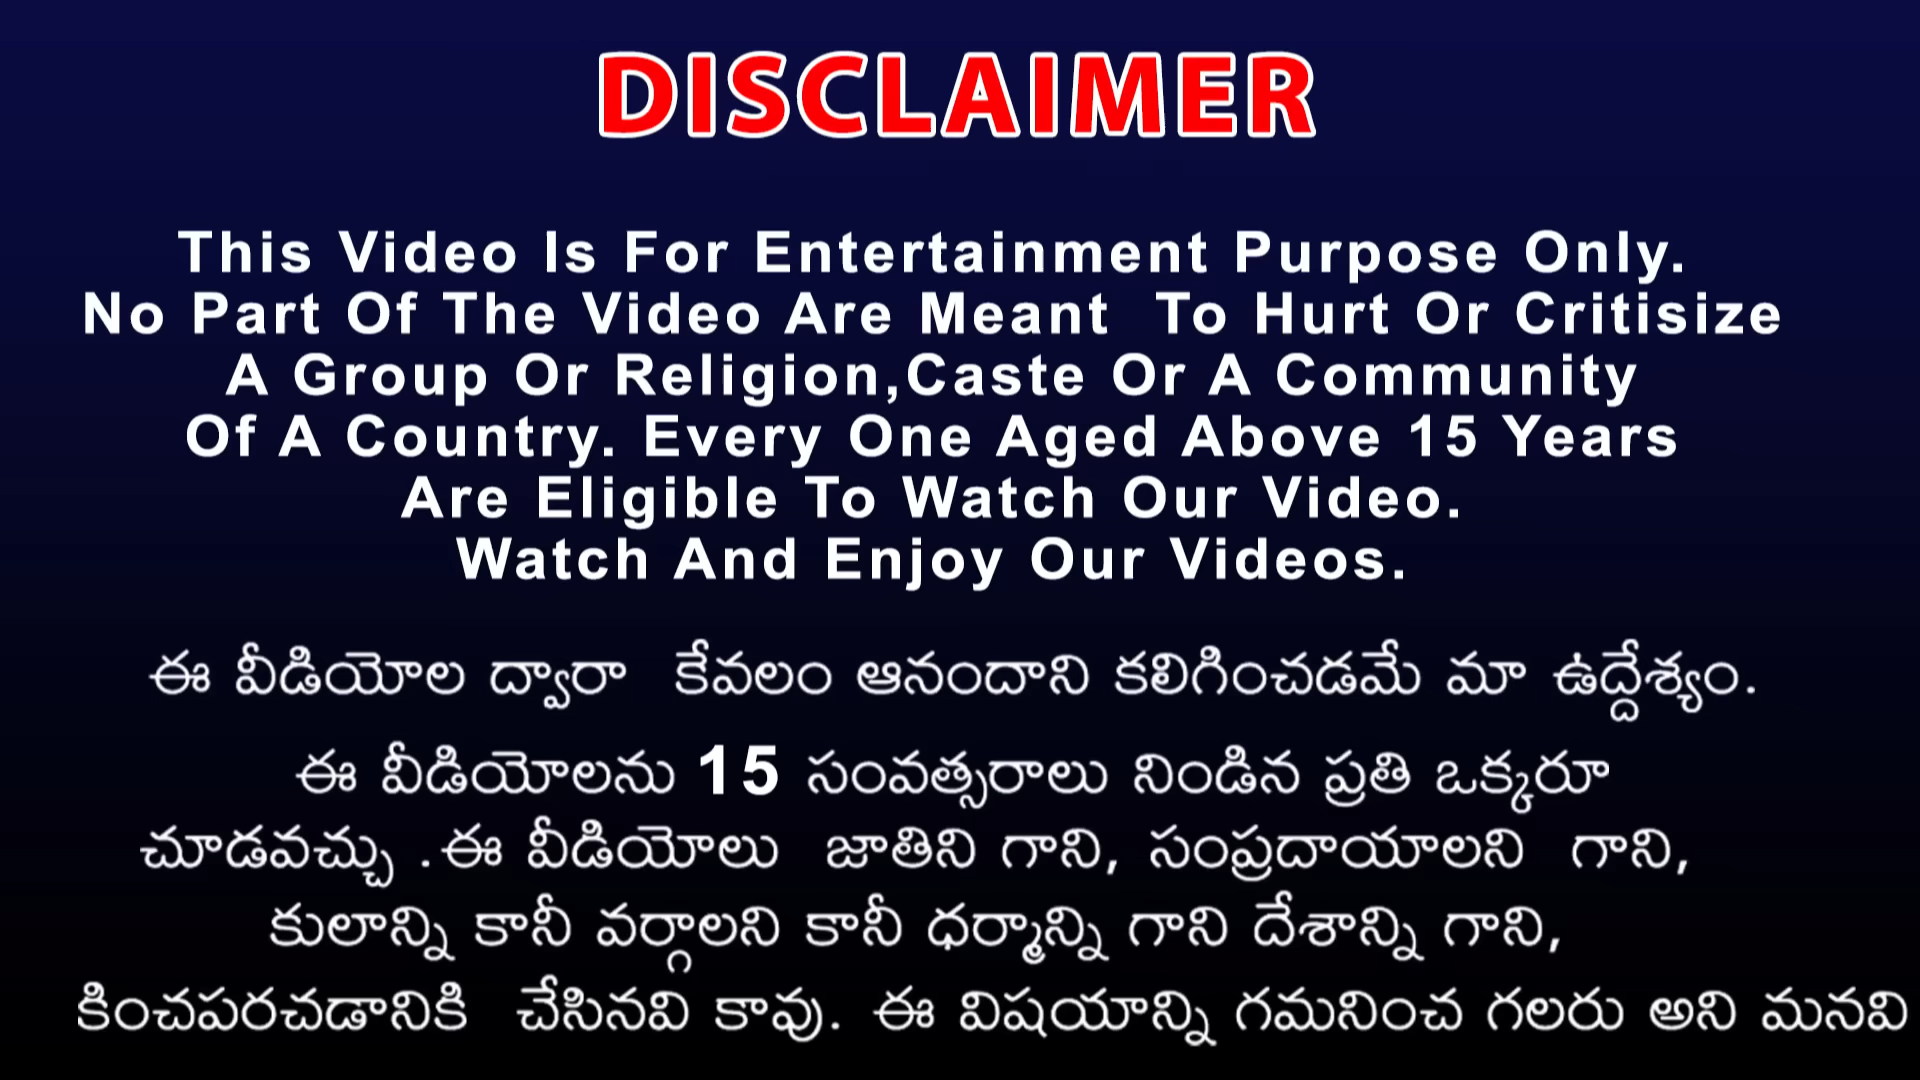 DISCLAIMER
This Video Is For Entertainment Purpose Only.
No Part Of The Video Are Meant To Hurt Or Critisize
A Group Or Religion,Caste Or A Community
Of A Country. Every One Aged Above 15 Years
Are Eligible To Watch Our Video.
Watch And Enjoy Our Videos.
ఈ వీడియోల ద్వారా కేవలం ఆనందాని కలిగించడమే మా ఉద్దేశ్యం.
ఈ వీడియోలను 15 సంవత్సరాలు నిండిన ప్రతి ఒక్కరూ
చూడవచ్చు .ఈ వీడియోలు జాతిని గాని, సంప్రదాయాలని గాని,
కులాన్ని కానీ వర్గాలని కానీ ధర్మాన్ని గాని దేశాన్ని గాని,
కించపరచడానికి చేసినవి కావు. ఈ విషయాన్ని గమనించ గలరు అని మనవి